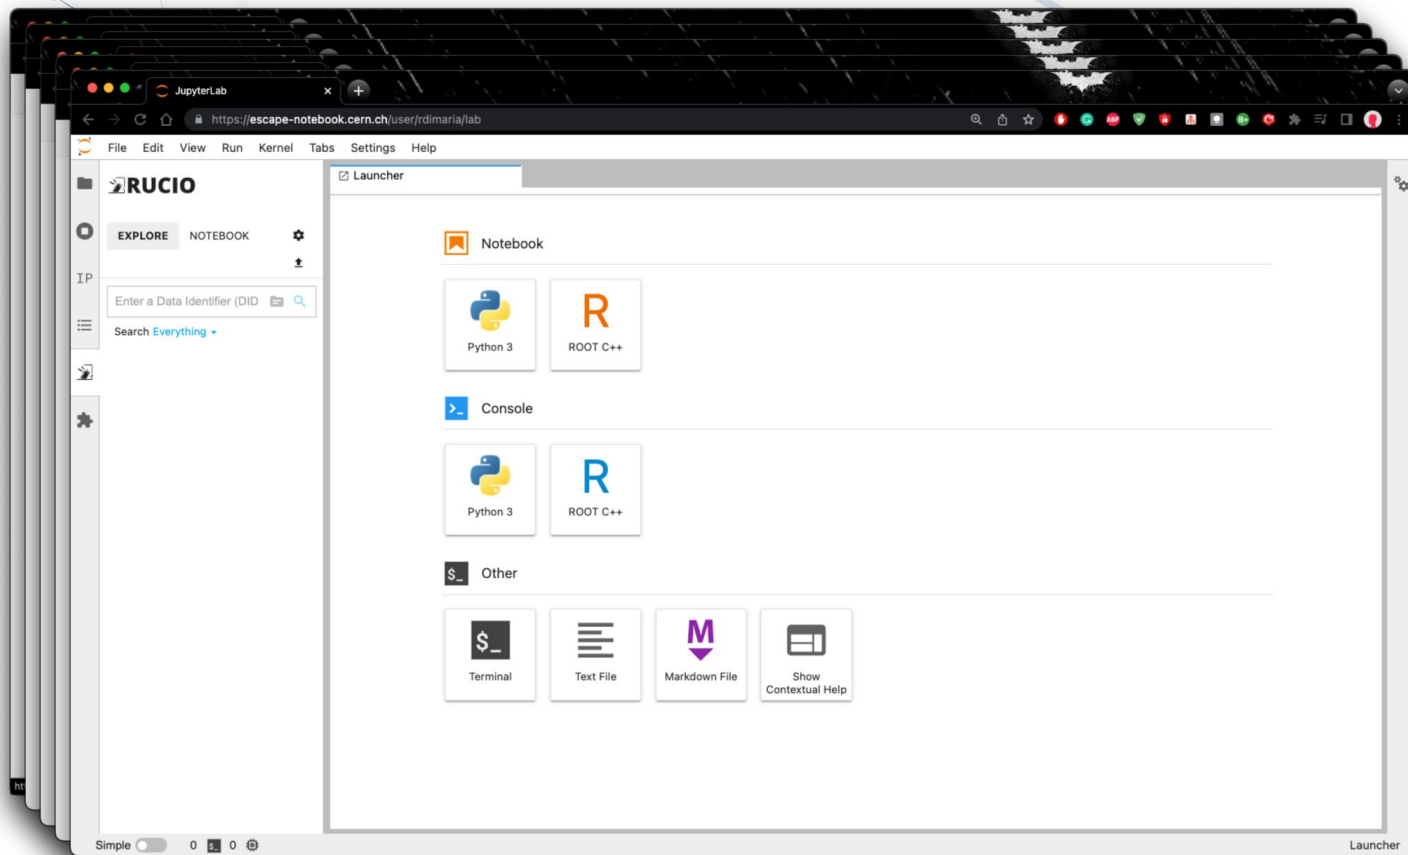 JupyterLab
https://escape-notebook.cern.ch/user/rdimaria/lab
File Edit View Run Kernel Tabs Settings Help
RUCIO
Launcher
EXPLORE NOTEBOOK
IP
Enter a Data Identifier (DID
Search Everything
Notebook
Python 3
R
ROOT C++
Console
Python 3
R
ROOT C++
$_ Other
$_
Terminal
Text File
M
Markdown File
Show
Contextual Help
ht
Simple 0 $_ 0
Launcher